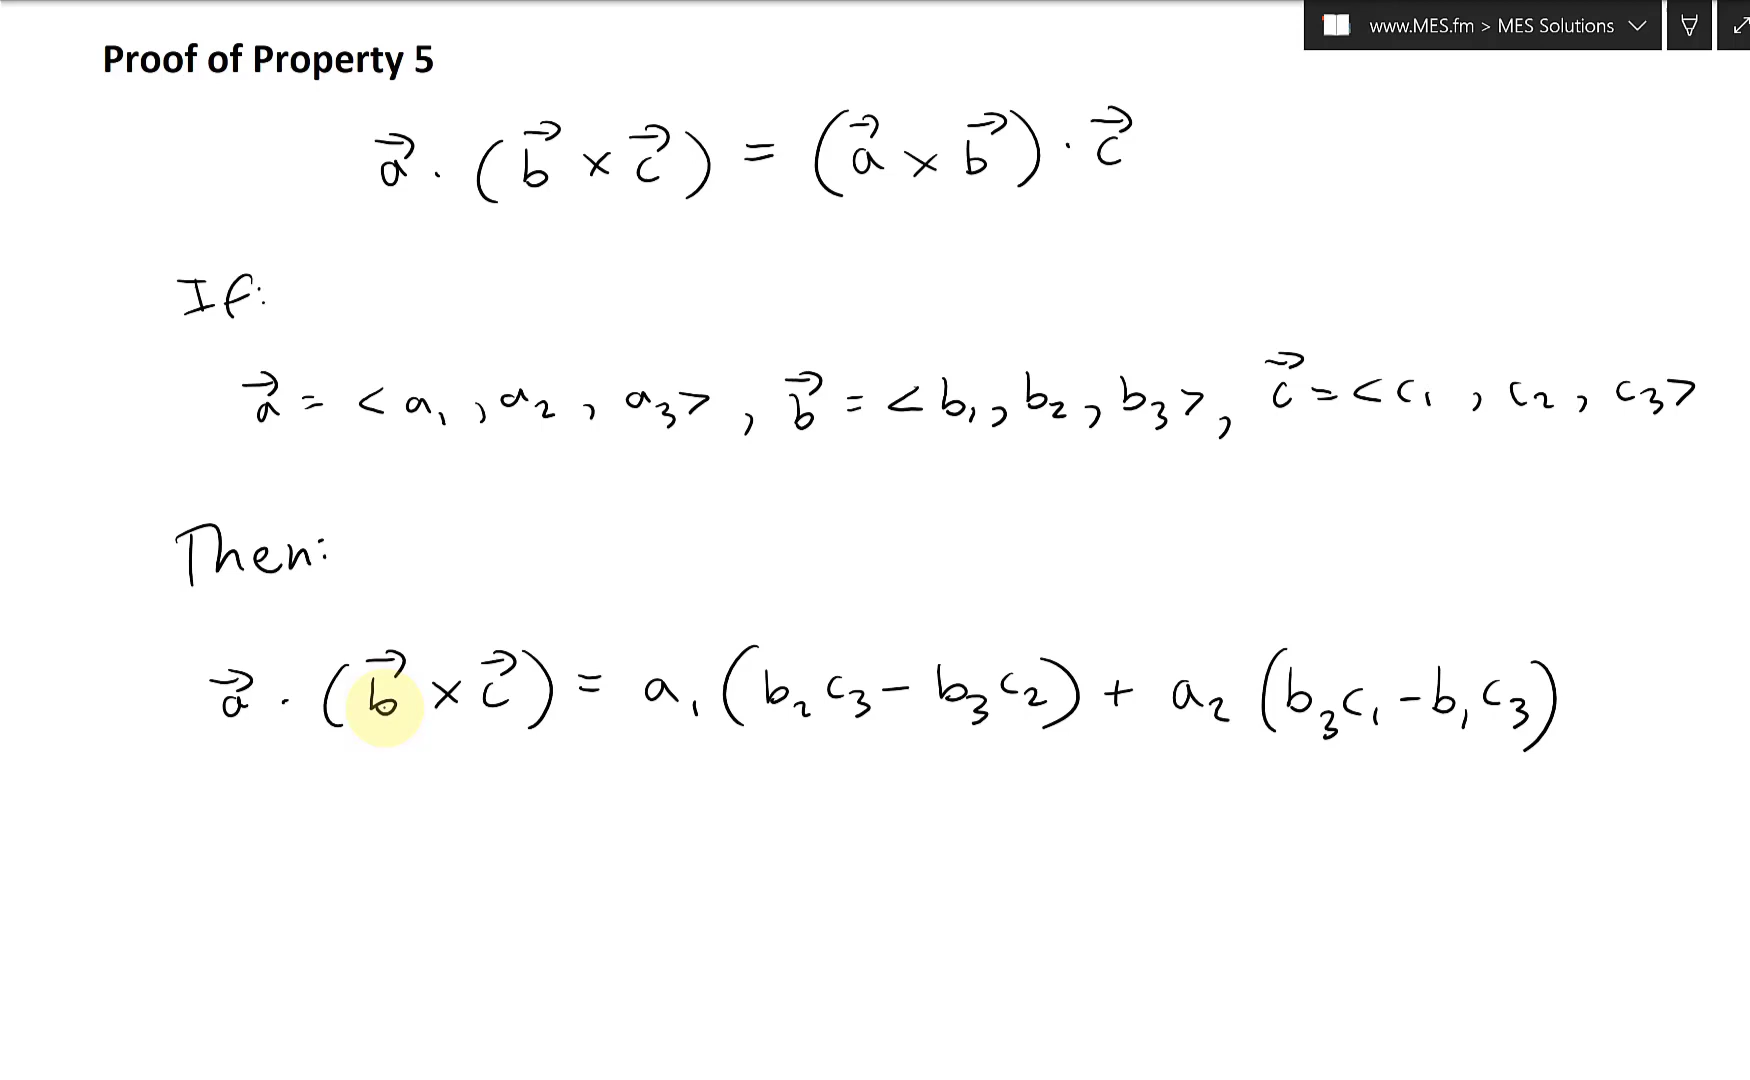 www.MES.fm > MES Solutions
Proof of Property 5
a⃗ · (b⃗ × c⃗) = (a⃗ × b⃗) · c⃗
If:
a⃗ = <a₁, a₂, a₃>, b⃗ = <b₁, b₂, b₃>, c⃗ = <c₁, c₂, c₃>
Then:
a⃗ · (b⃗ × c⃗) = a₁(b₂c₃ − b₃c₂) + a₂(b₃c₁ − b₁c₃)